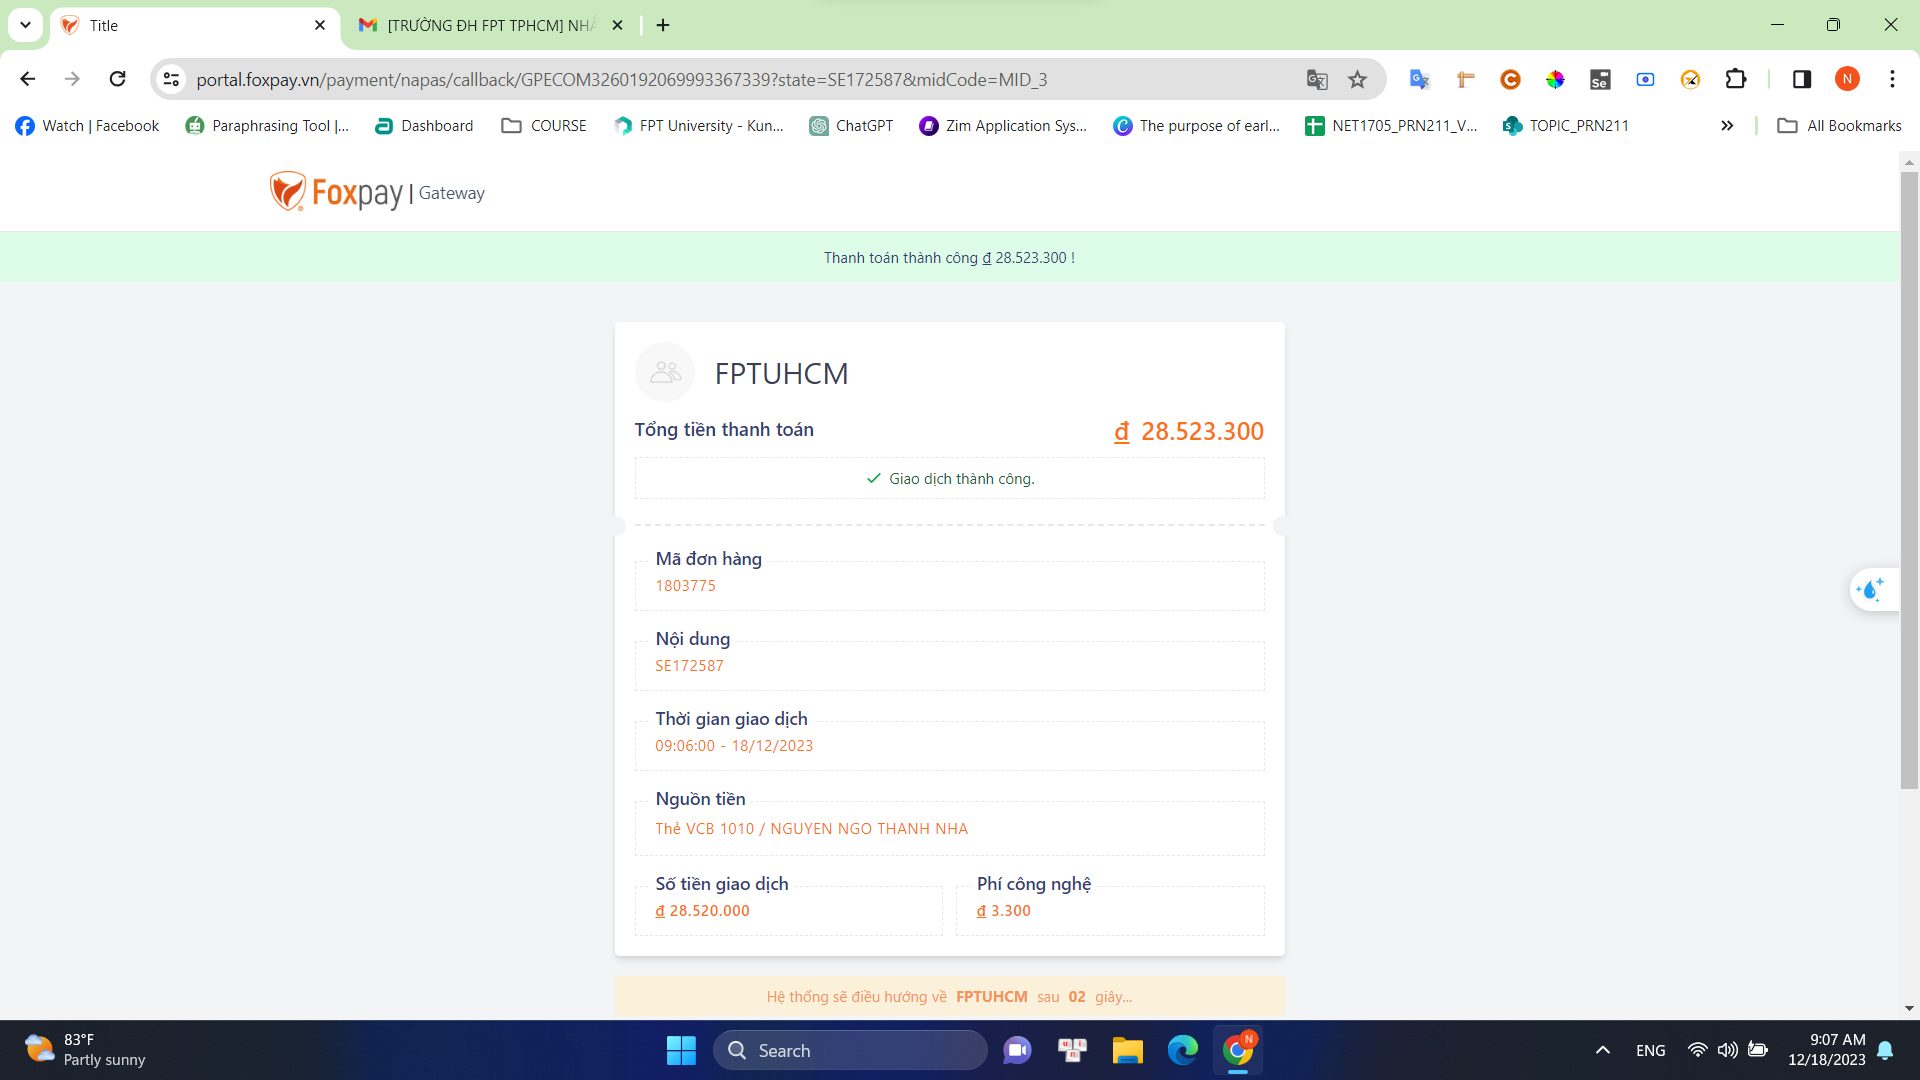 Title
[TRƯỜNG ĐH FPT TPHCM] NHẮ
portal.foxpay.vn/payment/napas/callback/GPECOM3260192069993367339?state=SE172587&midCode=MID_3
N
Watch | Facebook
Paraphrasing Tool |...
Dashboard
COURSE
FPT University - Kun...
ChatGPT
Zim Application Sys...
The purpose of earl...
NET1705_PRN211_V...
TOPIC_PRN211
All Bookmarks
Foxpay | Gateway
Thanh toán thành công ₫ 28.523.300 !
FPTUHCM
Tổng tiền thanh toán
₫ 28.523.300
Giao dịch thành công.
Mã đơn hàng
1803775
Nội dung
SE172587
Thời gian giao dịch
09:06:00 - 18/12/2023
Nguồn tiền
Thẻ VCB 1010 / NGUYEN NGO THANH NHA
Số tiền giao dịch
₫ 28.520.000
Phí công nghệ
₫ 3.300
Hệ thống sẽ điều hướng về FPTUHCM sau 02 giây...
83°F
Partly sunny
Search
ENG
9:07 AM
12/18/2023